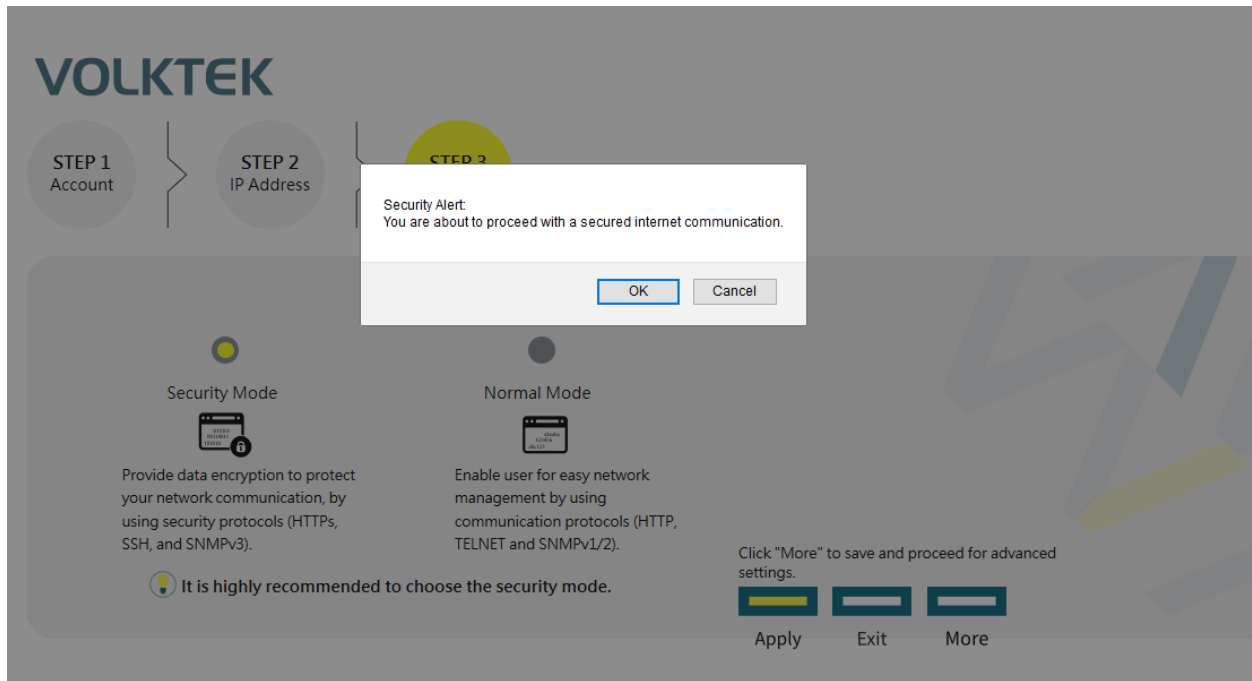 VOLKTEK
STEP 1
Account
STEP 2
IP Address
STEP 3
Security Alert:
You are about to proceed with a secured internet communication.
OK
Cancel
Security Mode
Provide data encryption to protect
your network communication, by
using security protocols (HTTPs,
SSH, and SNMPv3).
Normal Mode
Enable user for easy network
management by using
communication protocols (HTTP,
TELNET and SNMPv1/2).
It is highly recommended to choose the security mode.
Click "More" to save and proceed for advanced
settings.
Apply
Exit
More